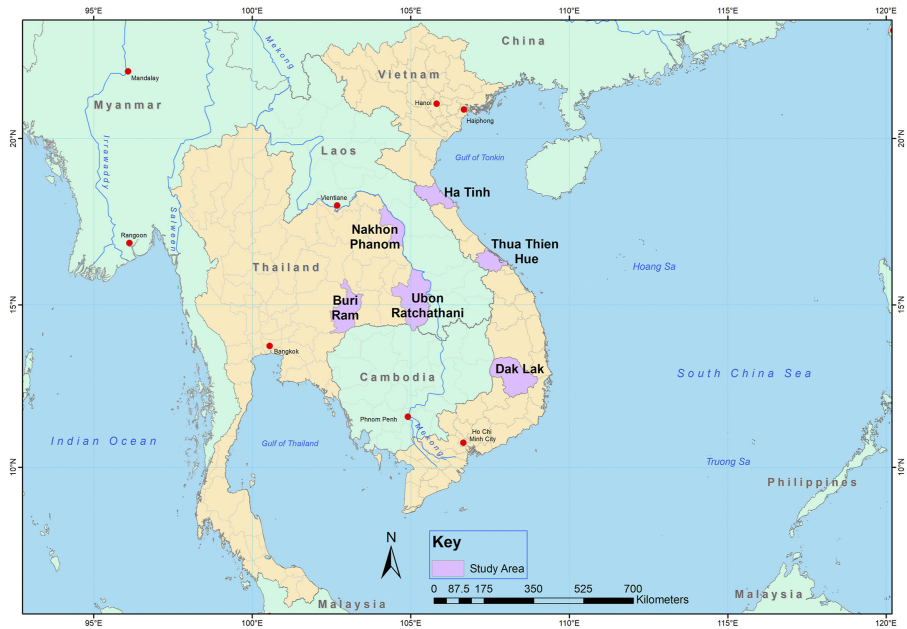 95°E
100°E
105°E
110°E
115°E
120°E
China
Mekong
Vietnam
Mandalay
Myanmar
Hanoi
Haiphong
20°N
20°N
Irrawaddy
Laos
Gulf of Tonkin
Ha Tinh
Vientiane
Salween
Nakhon
Phanom
Rangoon
Thua Thien
Hue
Thailand
Hoang Sa
Buri
Ram
Ubon
Ratchathani
15°N
15°N
Bangkok
Dak Lak
Cambodia
South China Sea
Phnom Penh
Mekong
Ho Chi
Minh City
Indian Ocean
Gulf of Thailand
Truong Sa
10°N
10°N
Philippines
N
Key
Study Area
0 87.5 175 350 525 700
Kilometers
Malaysia
Malaysia
95°E
100°E
105°E
110°E
115°E
120°E